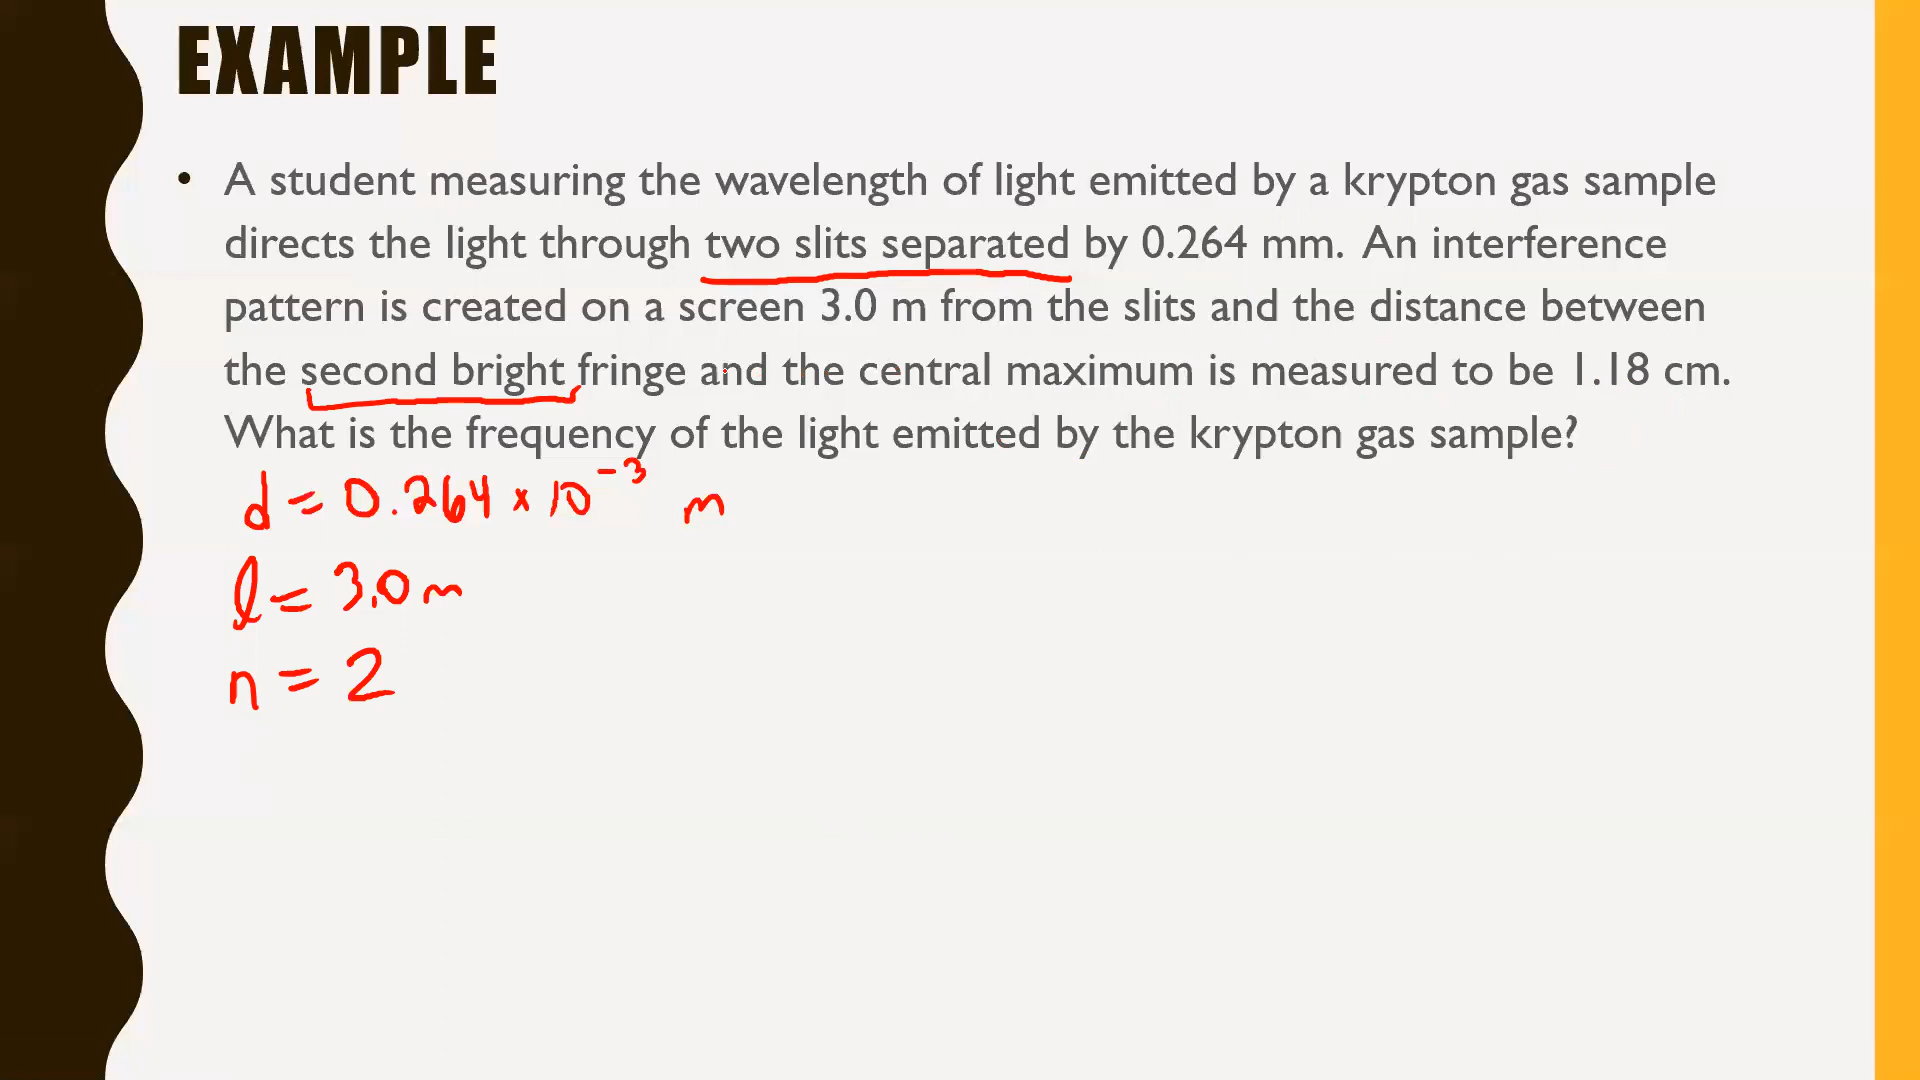 EXAMPLE
• A student measuring the wavelength of light emitted by a krypton gas sample
directs the light through two slits separated by 0.264 mm. An interference
pattern is created on a screen 3.0 m from the slits and the distance between
the second bright fringe and the central maximum is measured to be 1.18 cm.
What is the frequency of the light emitted by the krypton gas sample?
d = 0.264 × 10⁻³ m
l = 3.0 m
n = 2